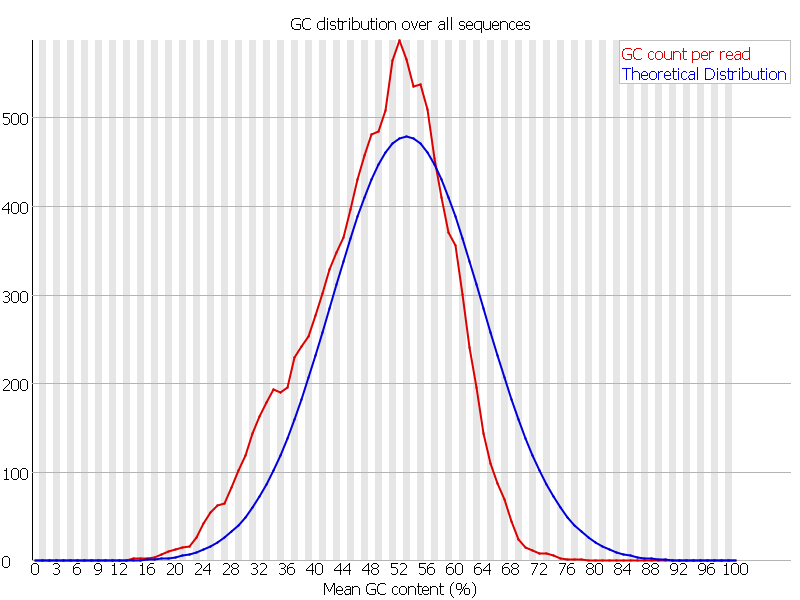 GC distribution over all sequences
GC count per read
Theoretical Distribution
500
400
300
200
100
0
0 3 6 9 12 16 20 24 28 32 36 40 44 48 52 56 60 64 68 72 76 80 84 88 92 96 100
Mean GC content (%)